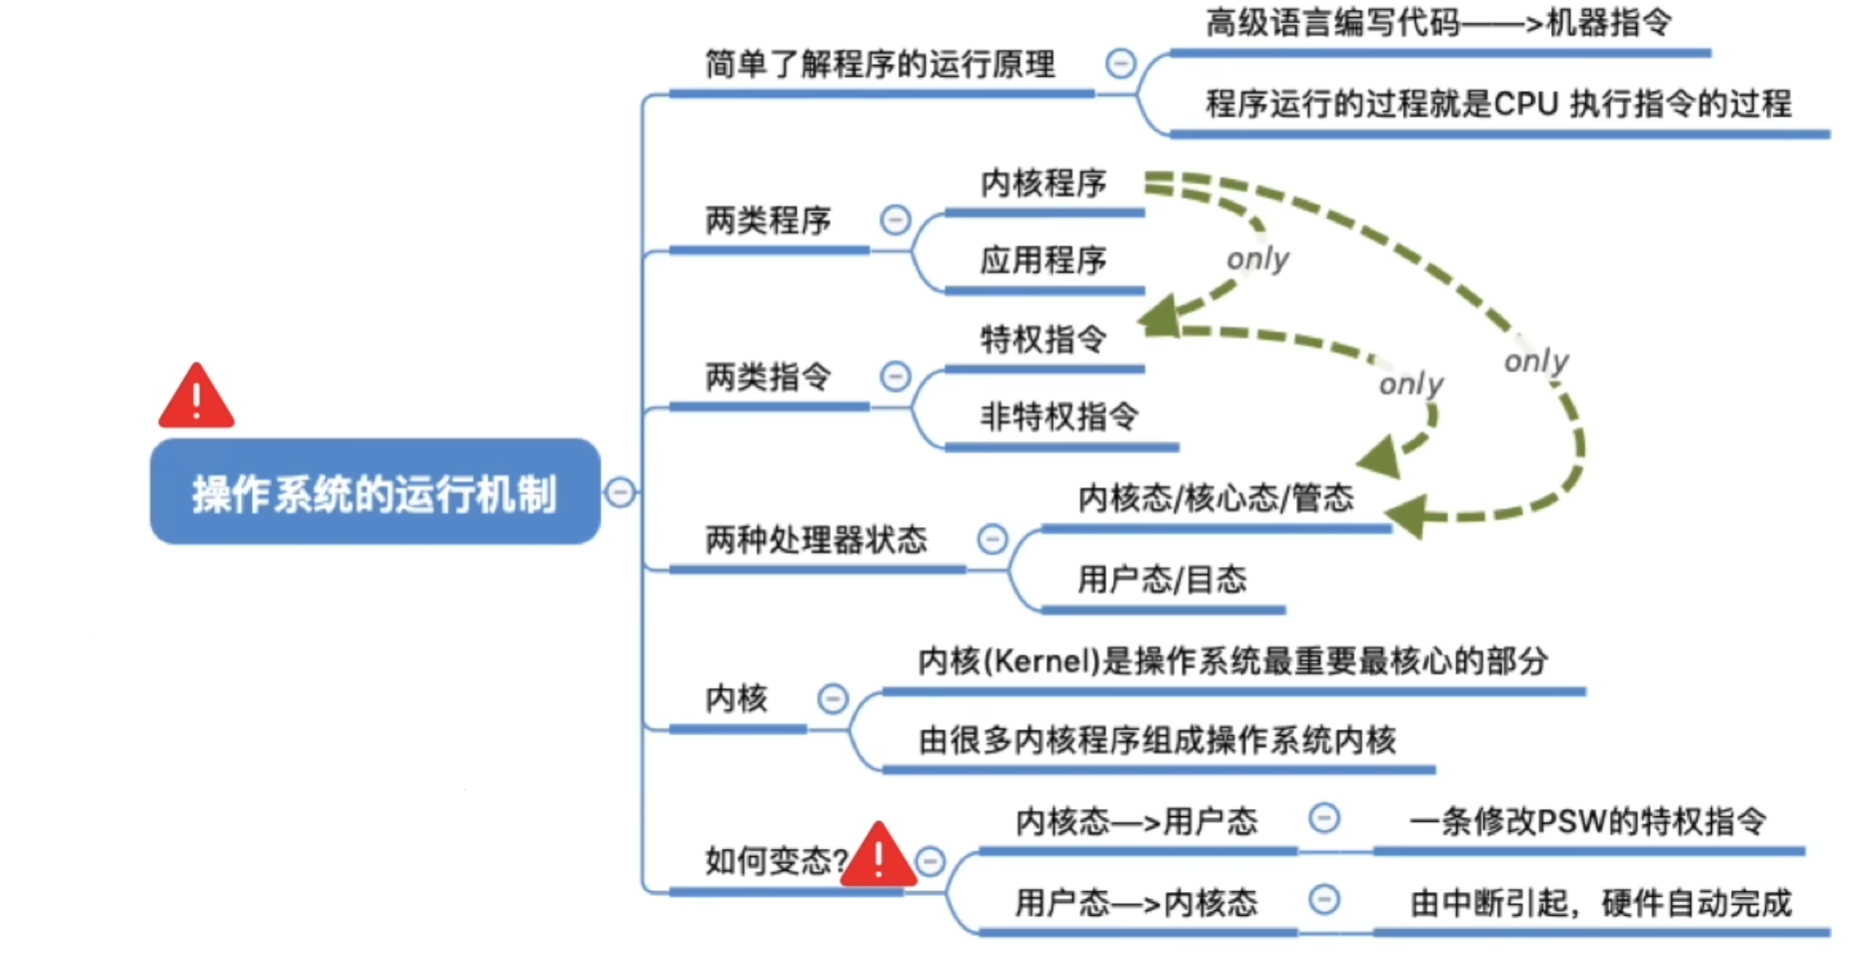 高级语言编写代码——>机器指令
简单了解程序的运行原理
程序运行的过程就是CPU 执行指令的过程
内核程序
两类程序
应用程序
only
特权指令
两类指令
非特权指令
only
only
操作系统的运行机制
内核态/核心态/管态
两种处理器状态
用户态/目态
内核(Kernel)是操作系统最重要最核心的部分
内核
由很多内核程序组成操作系统内核
内核态—>用户态
一条修改PSW的特权指令
如何变态?
用户态—>内核态
由中断引起，硬件自动完成